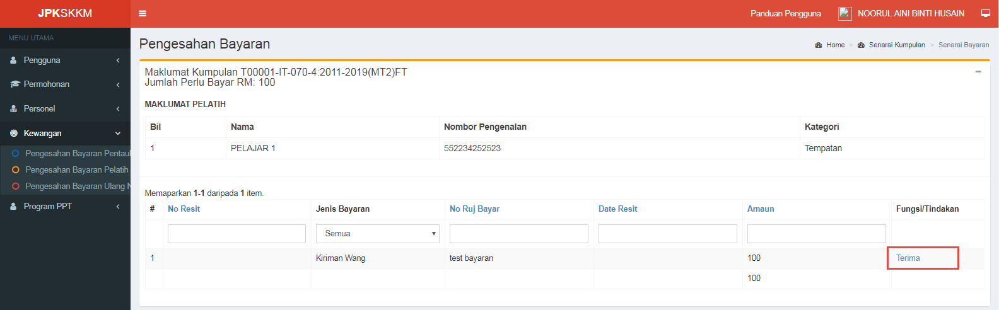 JPKSKKM
Panduan Pengguna
NOORUL AINI BINTI HUSAIN
MENU UTAMA
Pengguna
Permohonan
Personel
Kewangan
Pengesahan Bayaran Pentaul
Pengesahan Bayaran Pelatih
Pengesahan Bayaran Ulang N
Program PPT
Pengesahan Bayaran
Home > Senarai Kumpulan > Senarai Bayaran
Maklumat Kumpulan T00001-IT-070-4:2011-2019(MT2)FT
Jumlah Perlu Bayar RM: 100
MAKLUMAT PELATIH
Bil Nama Nombor Pengenalan Kategori
1 PELAJAR 1 552234252523 Tempatan
Memaparkan 1-1 daripada 1 item.
# No Resit Jenis Bayaran No Ruj Bayar Date Resit Amaun Fungsi/Tindakan
Semua
1 Kiriman Wang test bayaran 100 Terima
100